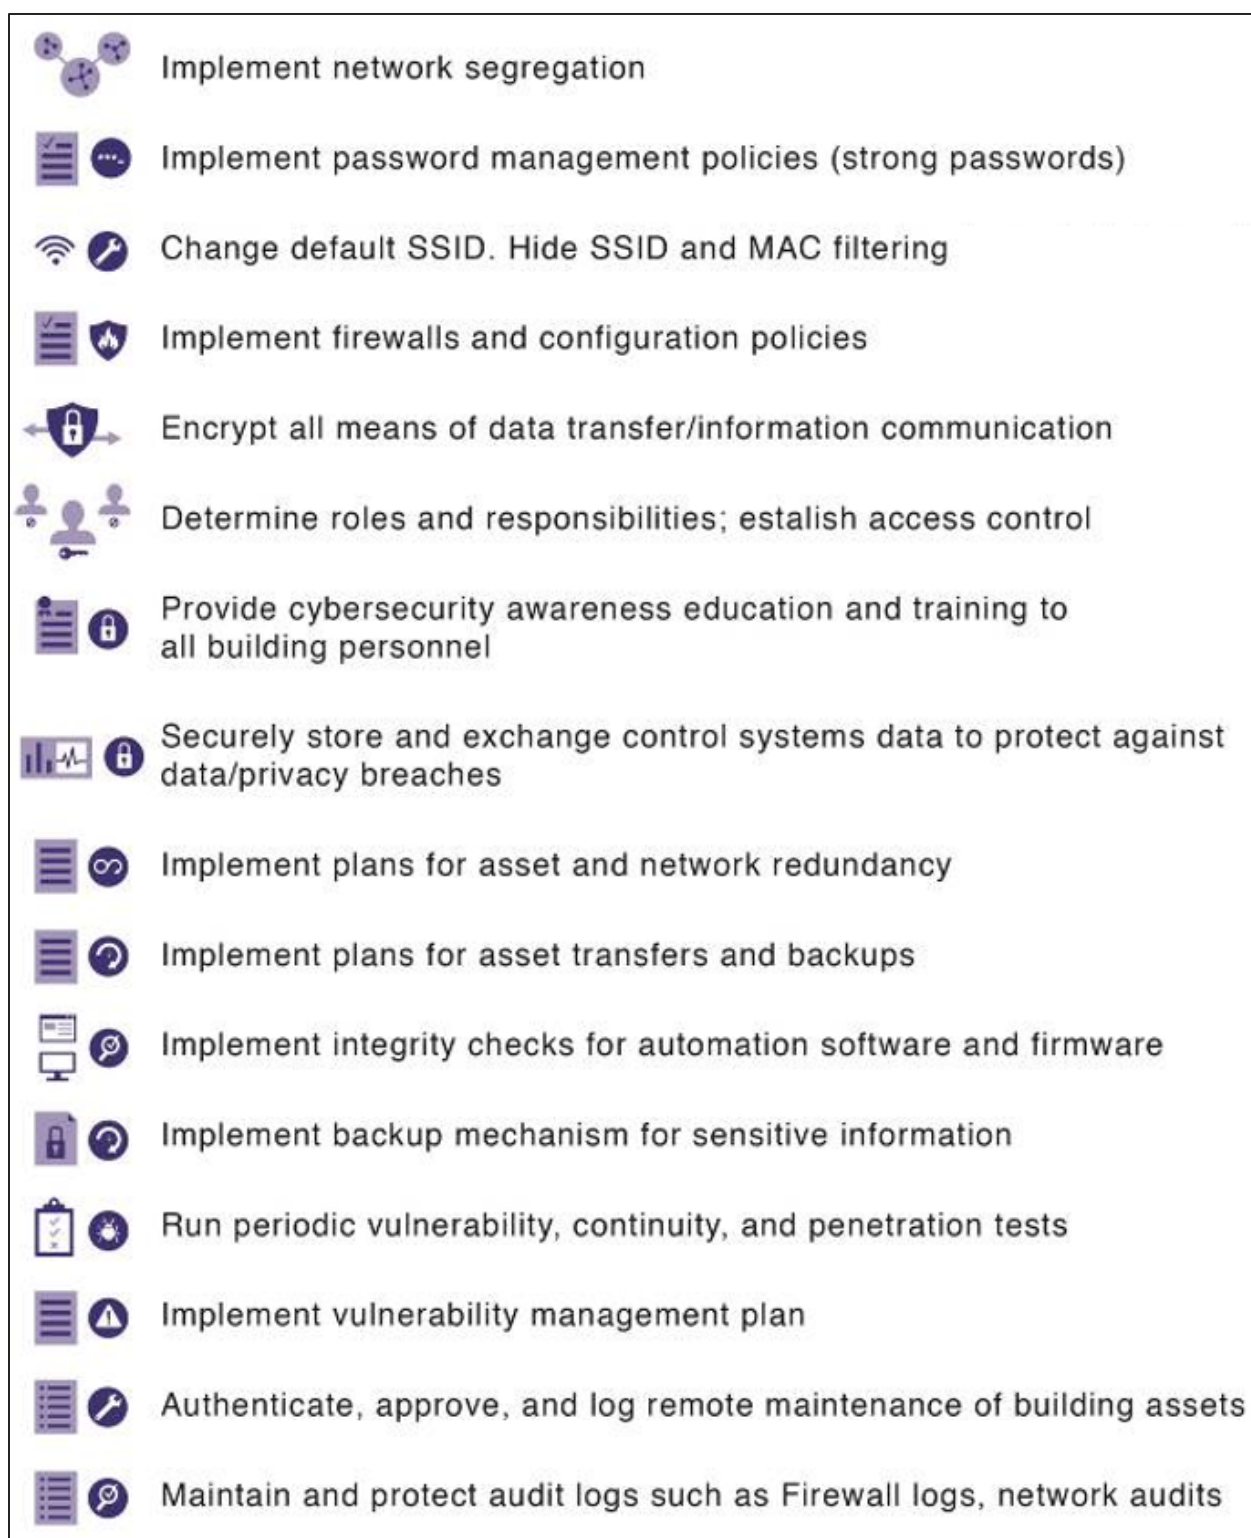 Implement network segregation
Implement password management policies (strong passwords)
Change default SSID. Hide SSID and MAC filtering
Implement firewalls and configuration policies
Encrypt all means of data transfer/information communication
Determine roles and responsibilities; estalish access control
Provide cybersecurity awareness education and training to
all building personnel
Securely store and exchange control systems data to protect against
data/privacy breaches
Implement plans for asset and network redundancy
Implement plans for asset transfers and backups
Implement integrity checks for automation software and firmware
Implement backup mechanism for sensitive information
Run periodic vulnerability, continuity, and penetration tests
Implement vulnerability management plan
Authenticate, approve, and log remote maintenance of building assets
Maintain and protect audit logs such as Firewall logs, network audits